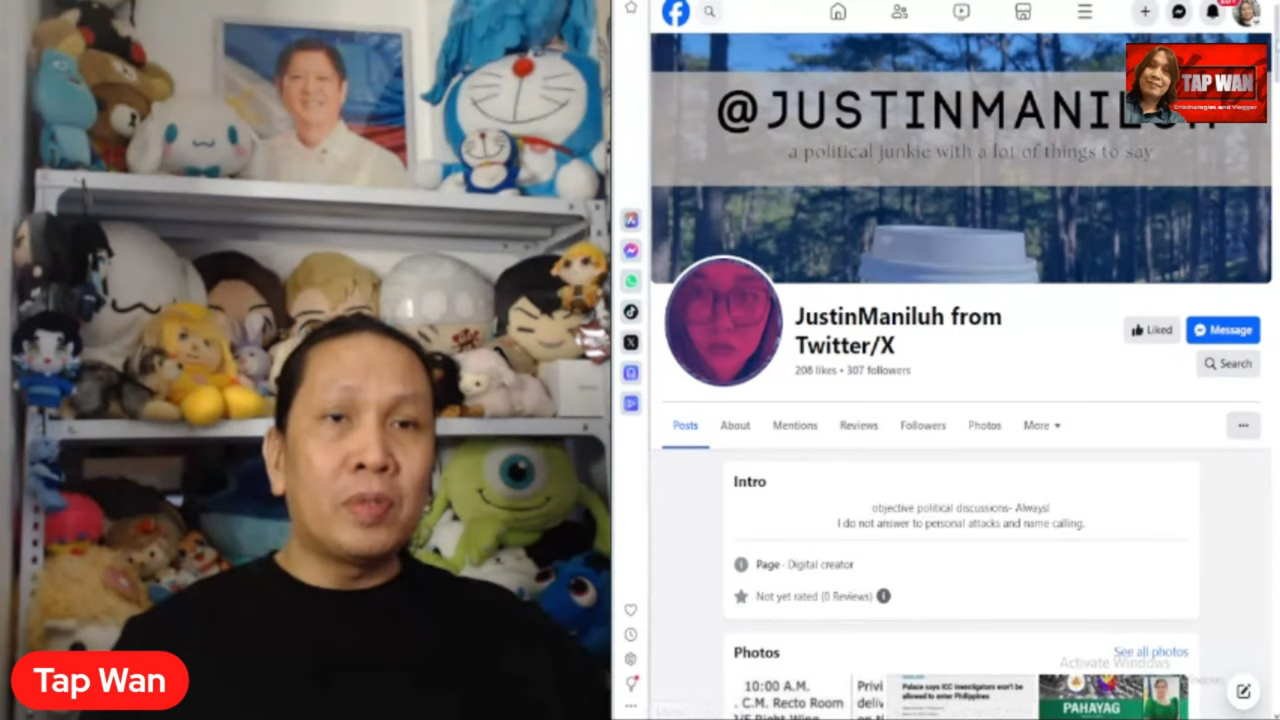 @JUSTINMANILUH
a political junkie with a lot of things to say
TAP WAN
Criminologist and Vlogger
JustinManiluh from
Twitter/X
208 likes • 307 followers
Liked
Message
Search
Posts
About
Mentions
Reviews
Followers
Photos
More
Intro
objective political discussions- Always!
I do not answer to personal attacks and name calling.
Page · Digital creator
Not yet rated (0 Reviews)
Photos
See all photos
Activate Windows
10:00 A.M.
. C.M. Recto Room
Privi
Palace says ICC investigators won't be
allowed to enter Philippines
PAHAYAG
Tap Wan